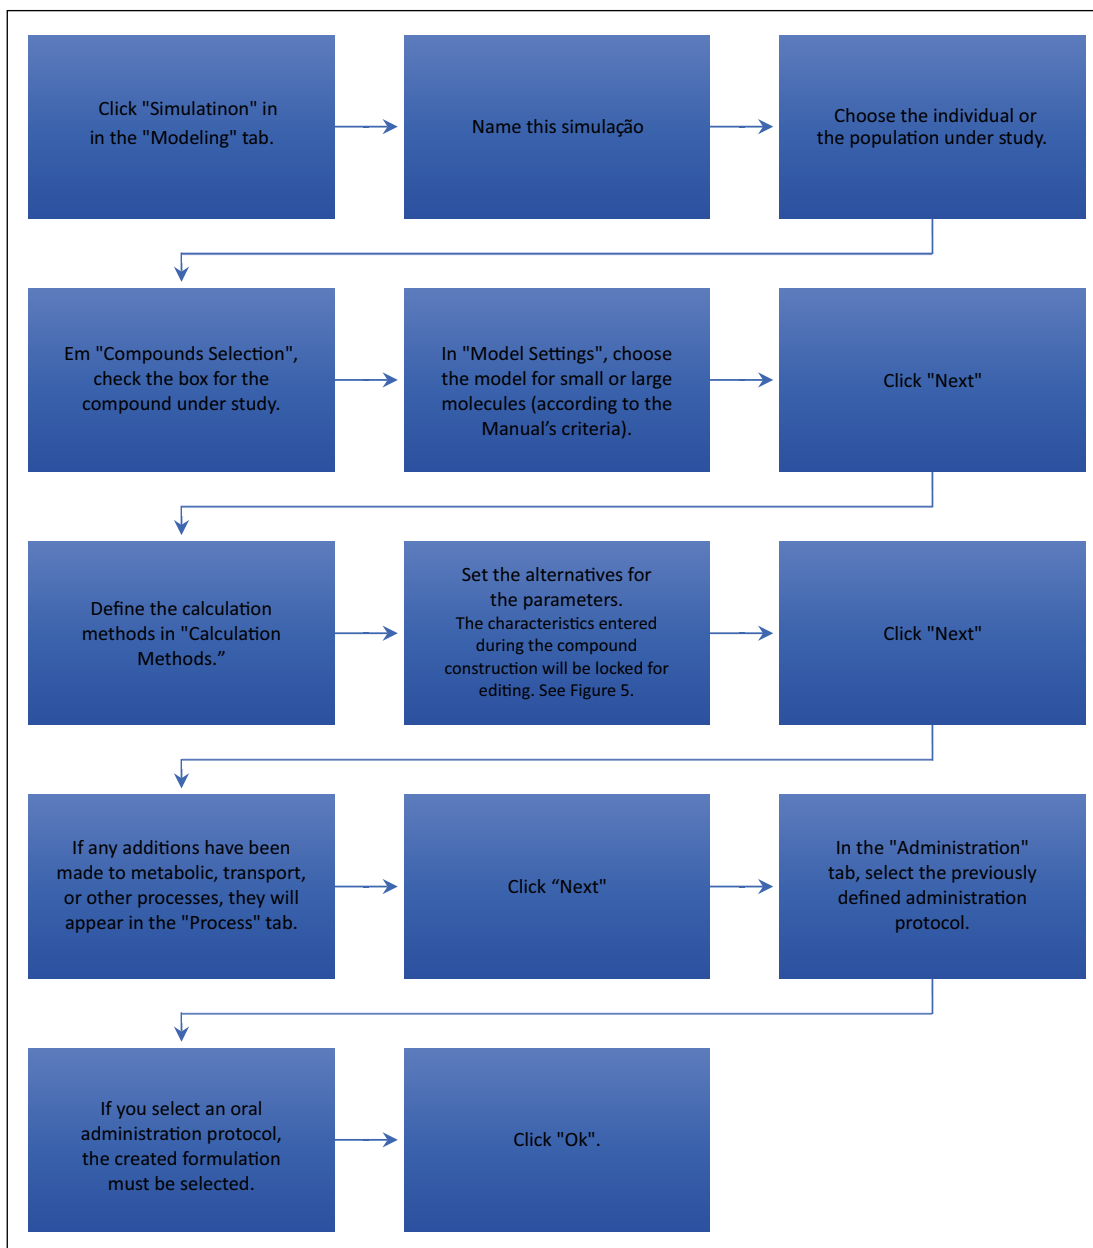 Click "Simulatinon" in
in the "Modeling" tab.
Name this simulação
Choose the individual or
the population under study.
Em "Compounds Selection",
check the box for the
compound under study.
In "Model Settings", choose
the model for small or large
molecules (according to the
Manual’s criteria).
Click "Next"
Define the calculation
methods in "Calculation
Methods.”
Set the alternatives for
the parameters.
The characteristics entered
during the compound
construction will be locked for
editing. See Figure 5.
Click "Next"
If any additions have been
made to metabolic, transport,
or other processes, they will
appear in the "Process" tab.
Click “Next"
In the "Administration"
tab, select the previously
defined administration
protocol.
If you select an oral
administration protocol,
the created formulation
must be selected.
Click "Ok".